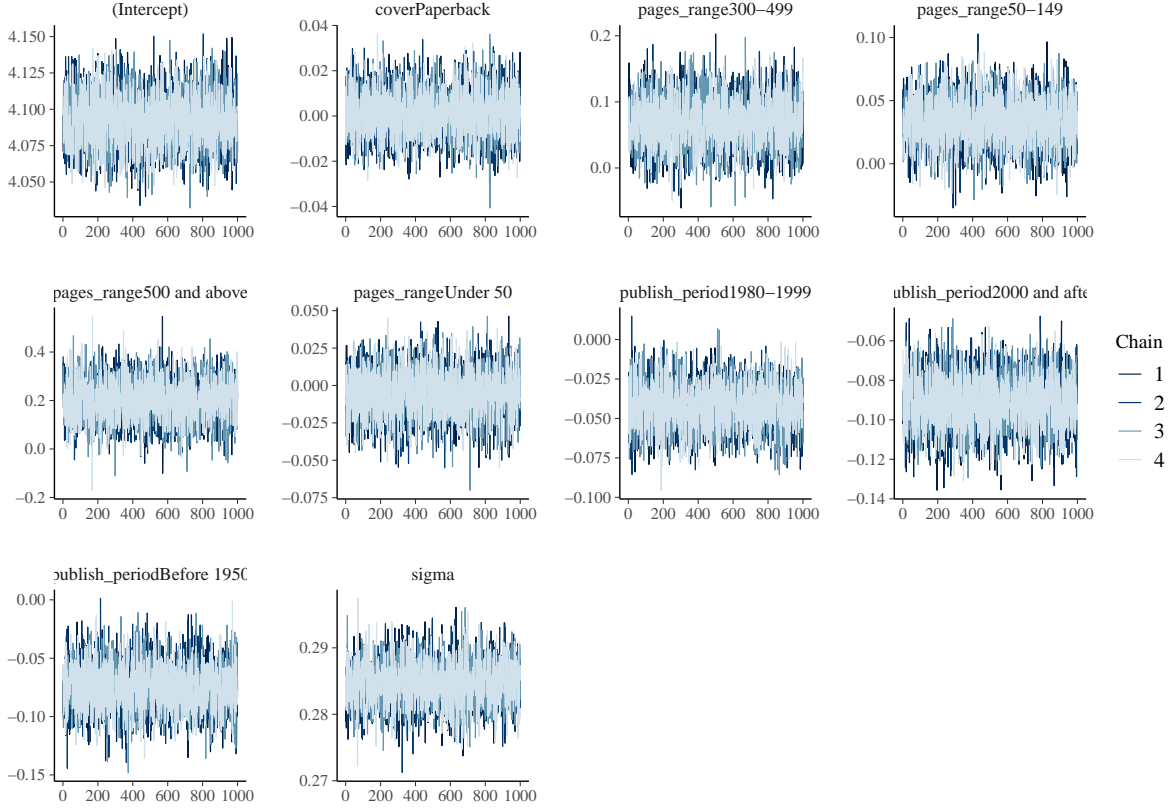 (Intercept) coverPaperback pages_range300−499 pages_range50−149
4.150 0.04 0.2 0.10
4.125 0.02 0.1 0.05
4.100 0.00 0.0 0.00
4.075 −0.02
4.050 −0.04
0 200 400 600 800 1000 0 200 400 600 800 1000 0 200 400 600 800 1000 0 200 400 600 800 1000
pages_range500 and above pages_rangeUnder 50 publish_period1980−1999 ublish_period2000 and afte
0.4 0.050 0.000 −0.06
0.2 0.025 −0.025 −0.08
0.0 0.000 −0.050 −0.10
−0.2 −0.025 −0.075 −0.12
−0.050 −0.100 −0.14
−0.075
0 200 400 600 800 1000 0 200 400 600 800 1000 0 200 400 600 800 1000 0 200 400 600 800 1000
Chain
1
2
3
4
publish_periodBefore 1950 sigma
0.00 0.29
−0.05 0.28
−0.10 0.27
−0.15
0 200 400 600 800 1000 0 200 400 600 800 1000